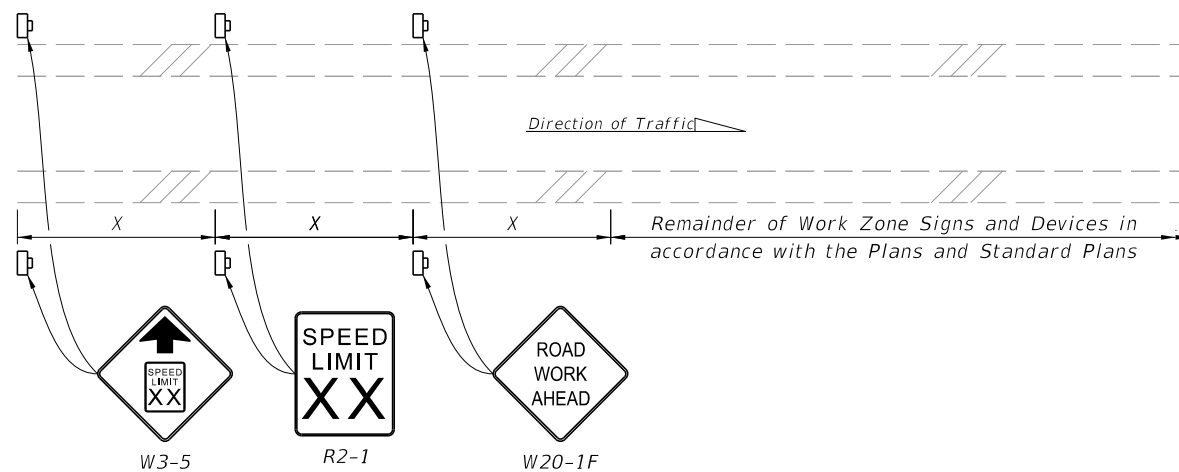 Direction of Traffic
X
X
X
Remainder of Work Zone Signs and Devices in
accordance with the Plans and Standard Plans
SPEED
LIMIT
XX
W3-5
SPEED
LIMIT
XX
R2-1
ROAD
WORK
AHEAD
W20-1F